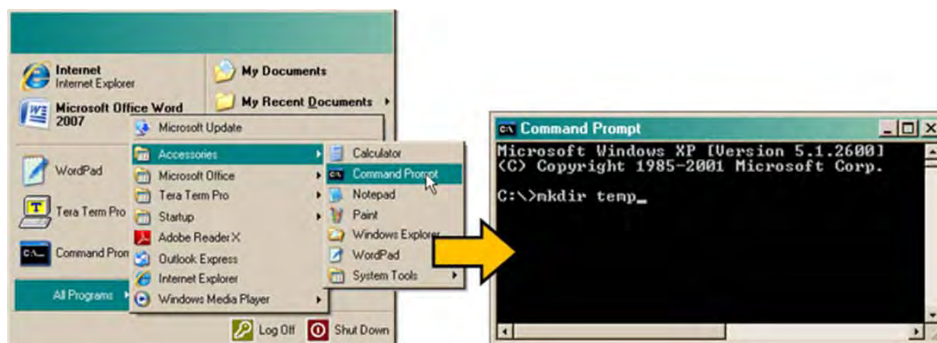 Internet
Internet Explorer
Microsoft Office Word
2007
WordPad
Tera Term Pro
Command Prom
All Programs
My Documents
My Recent Documents
Microsoft Update
Accessories
Microsoft Office
Tera Term Pro
Startup
Adobe Reader X
Outlook Express
Internet Explorer
Windows Media Player
Calculator
Command Prompt
Notepad
Paint
Windows Explorer
WordPad
System Tools
Log Off
Shut Down
Command Prompt
Microsoft Windows XP [Version 5.1.2600]
(C) Copyright 1985-2001 Microsoft Corp.
C:\>mkdir temp_